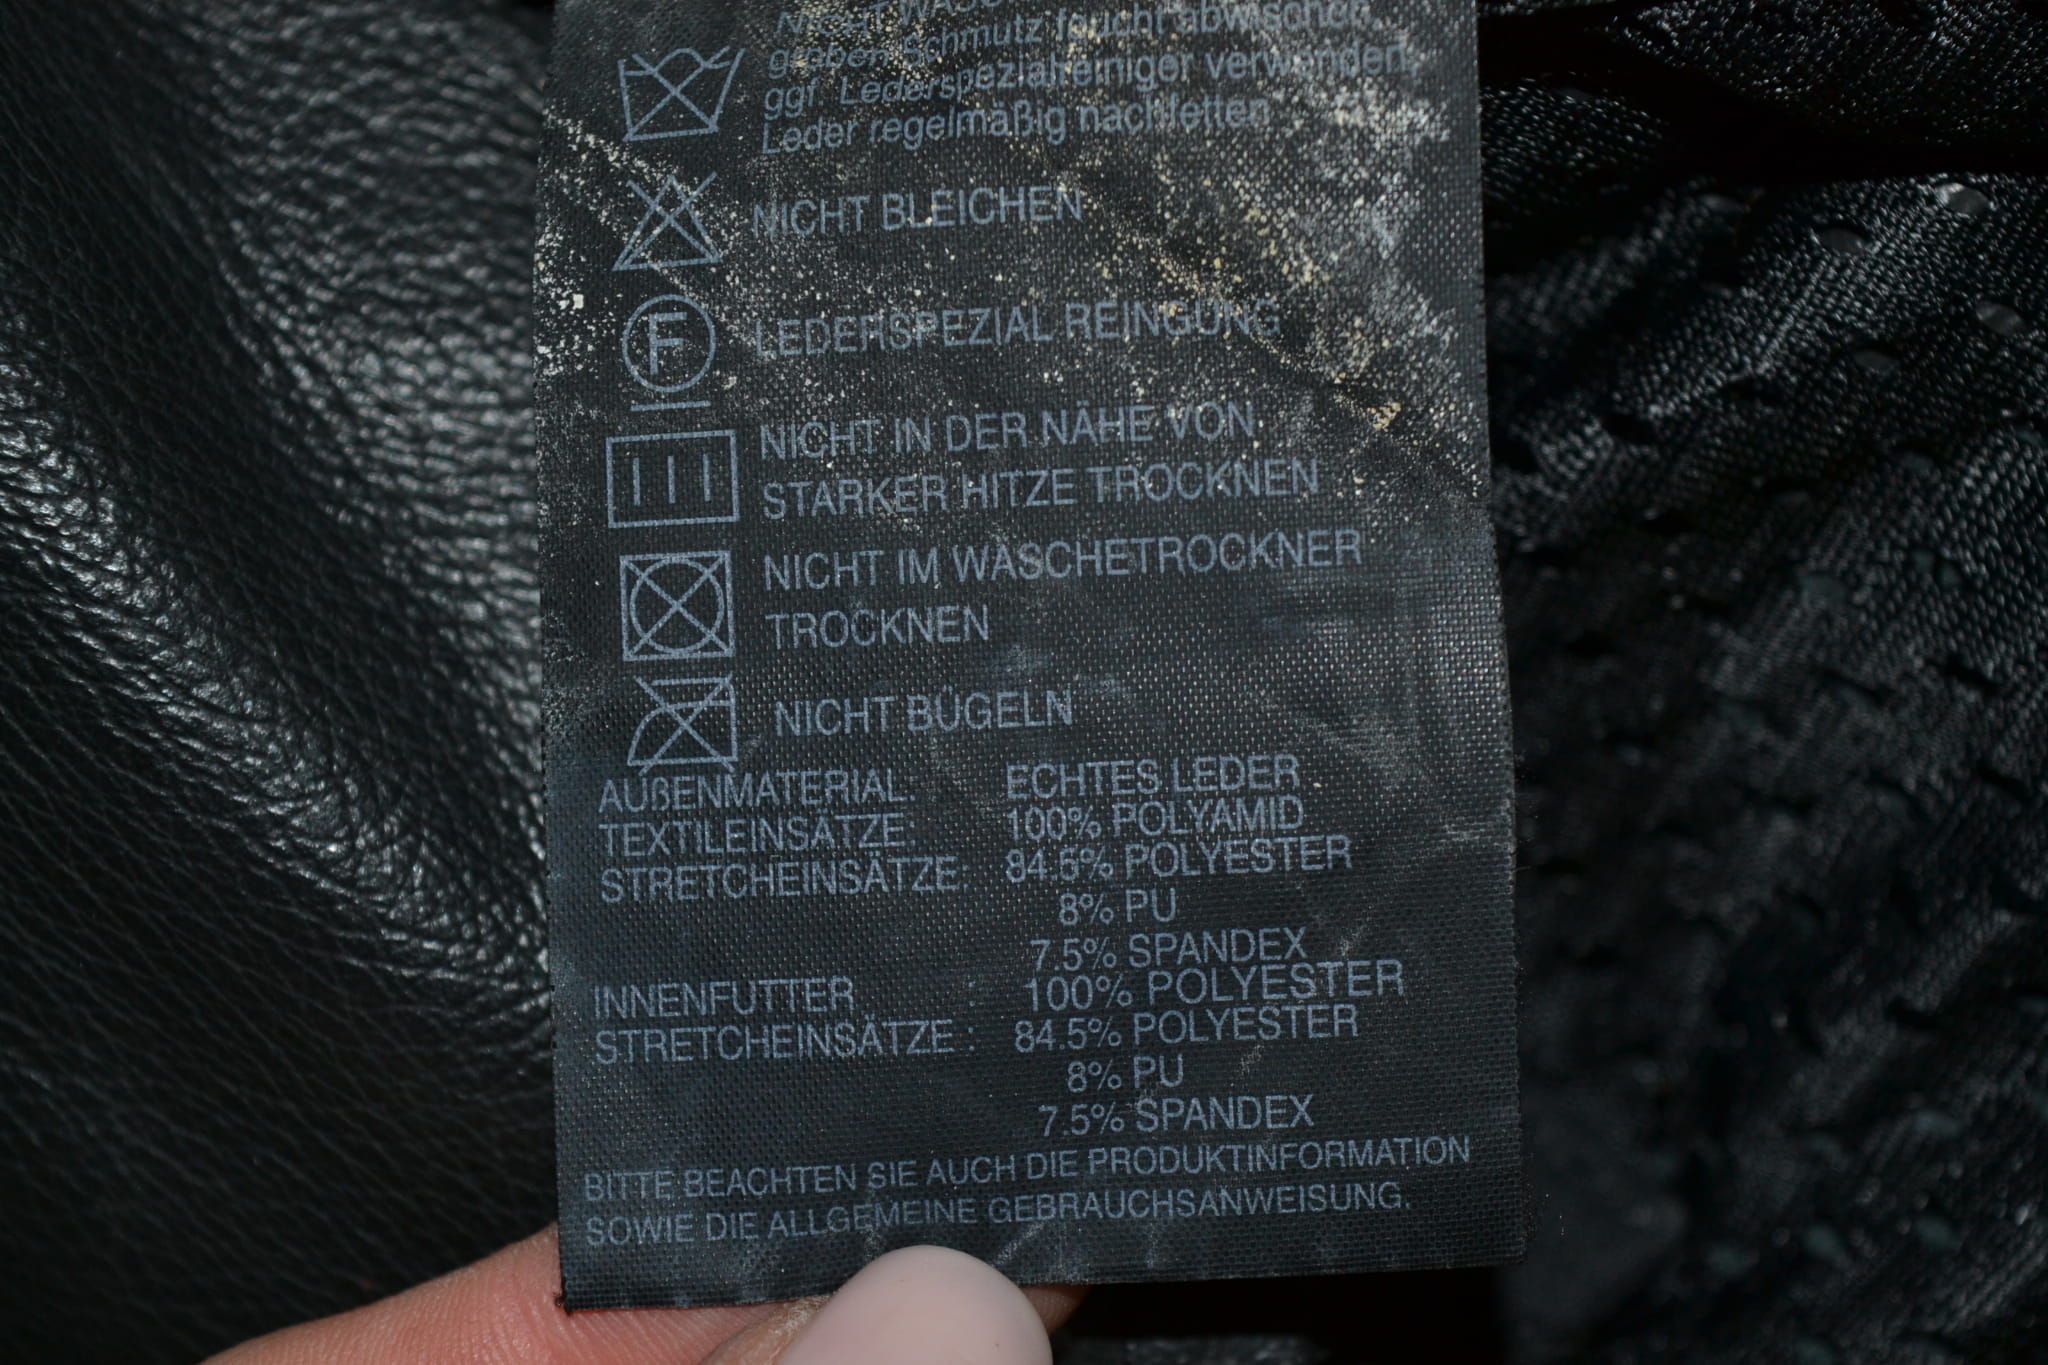 NICHT WASC
groben Schmutz feucht abwischen,
ggf. Lederspezialreiniger verwenden,
Leder regelmäßig nachfetten
NICHT BLEICHEN
F
LEDERSPEZIAL REINGUNG
NICHT IN DER NÄHE VON
STARKER HITZE TROCKNEN
NICHT IM WÄSCHETROCKNER
TROCKNEN
NICHT BÜGELN
AUßENMATERIAL: ECHTES LEDER
TEXTILEINSÄTZE: 100% POLYAMID
STRETCHEINSÄTZE: 84.5% POLYESTER
8% PU
7.5% SPANDEX
INNENFUTTER : 100% POLYESTER
STRETCHEINSÄTZE : 84.5% POLYESTER
8% PU
7.5% SPANDEX
BITTE BEACHTEN SIE AUCH DIE PRODUKTINFORMATION
SOWIE DIE ALLGEMEINE GEBRAUCHSANWEISUNG.